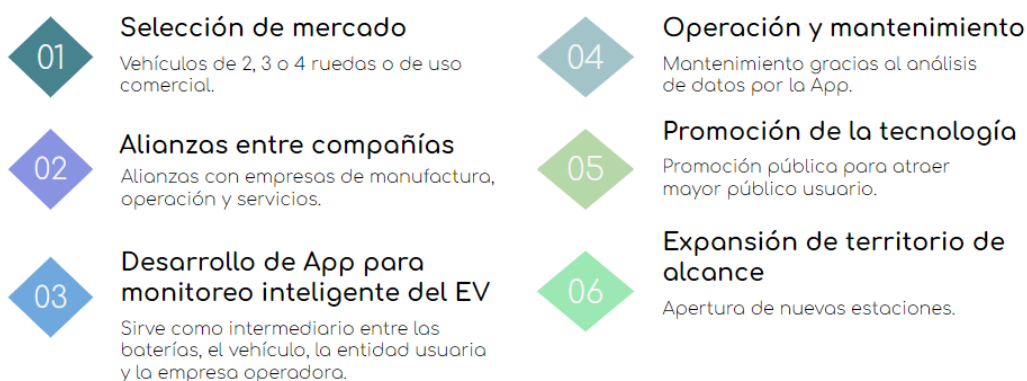 01
Selección de mercado
Vehículos de 2, 3 o 4 ruedas o de uso
comercial.
02
Alianzas entre compañías
Alianzas con empresas de manufactura,
operación y servicios.
03
Desarrollo de App para
monitoreo inteligente del EV
Sirve como intermediario entre las
baterías, el vehículo, la entidad usuaria
y la empresa operadora.
04
Operación y mantenimiento
Mantenimiento gracias al análisis
de datos por la App.
05
Promoción de la tecnología
Promoción pública para atraer
mayor público usuario.
06
Expansión de territorio de
alcance
Apertura de nuevas estaciones.